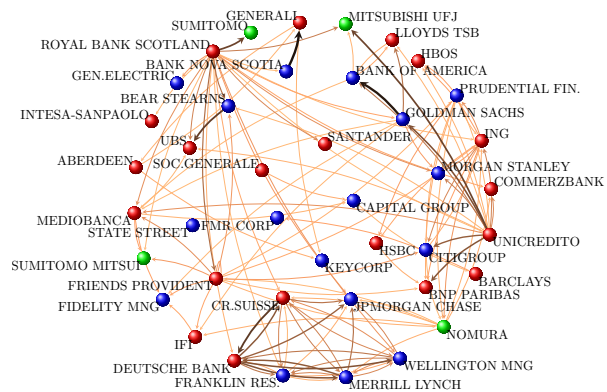 GENERALI
MITSUBISHI UFJ
SUMITOMO
LLOYDS TSB
ROYAL BANK SCOTLAND
HBOS
BANK NOVA SCOTIA
BANK OF AMERICA
GEN.ELECTRIC
PRUDENTIAL FIN.
BEAR STEARNS
GOLDMAN SACHS
INTESA-SANPAOLO
UBS
SANTANDER
ING
ABERDEEN
SOC.GENERALE
MORGAN STANLEY
COMMERZBANK
MEDIOBANCA
CAPITAL GROUP
STATE STREET
FMR CORP
UNICREDITO
HSBC
CITIGROUP
SUMITOMO MITSUI
KEYCORP
BARCLAYS
FRIENDS PROVIDENT
BNP PARIBAS
FIDELITY MNG
CR.SUISSE
JPMORGAN CHASE
NOMURA
IFI
DEUTSCHE BANK
WELLINGTON MNG
FRANKLIN RES.
MERRILL LYNCH